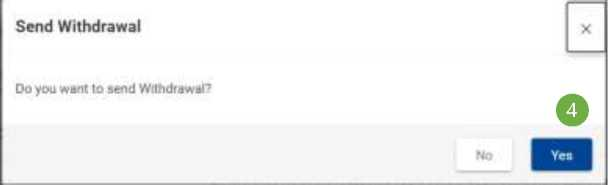 Send Withdrawal
×
Do you want to send Withdrawal?
4
No
Yes